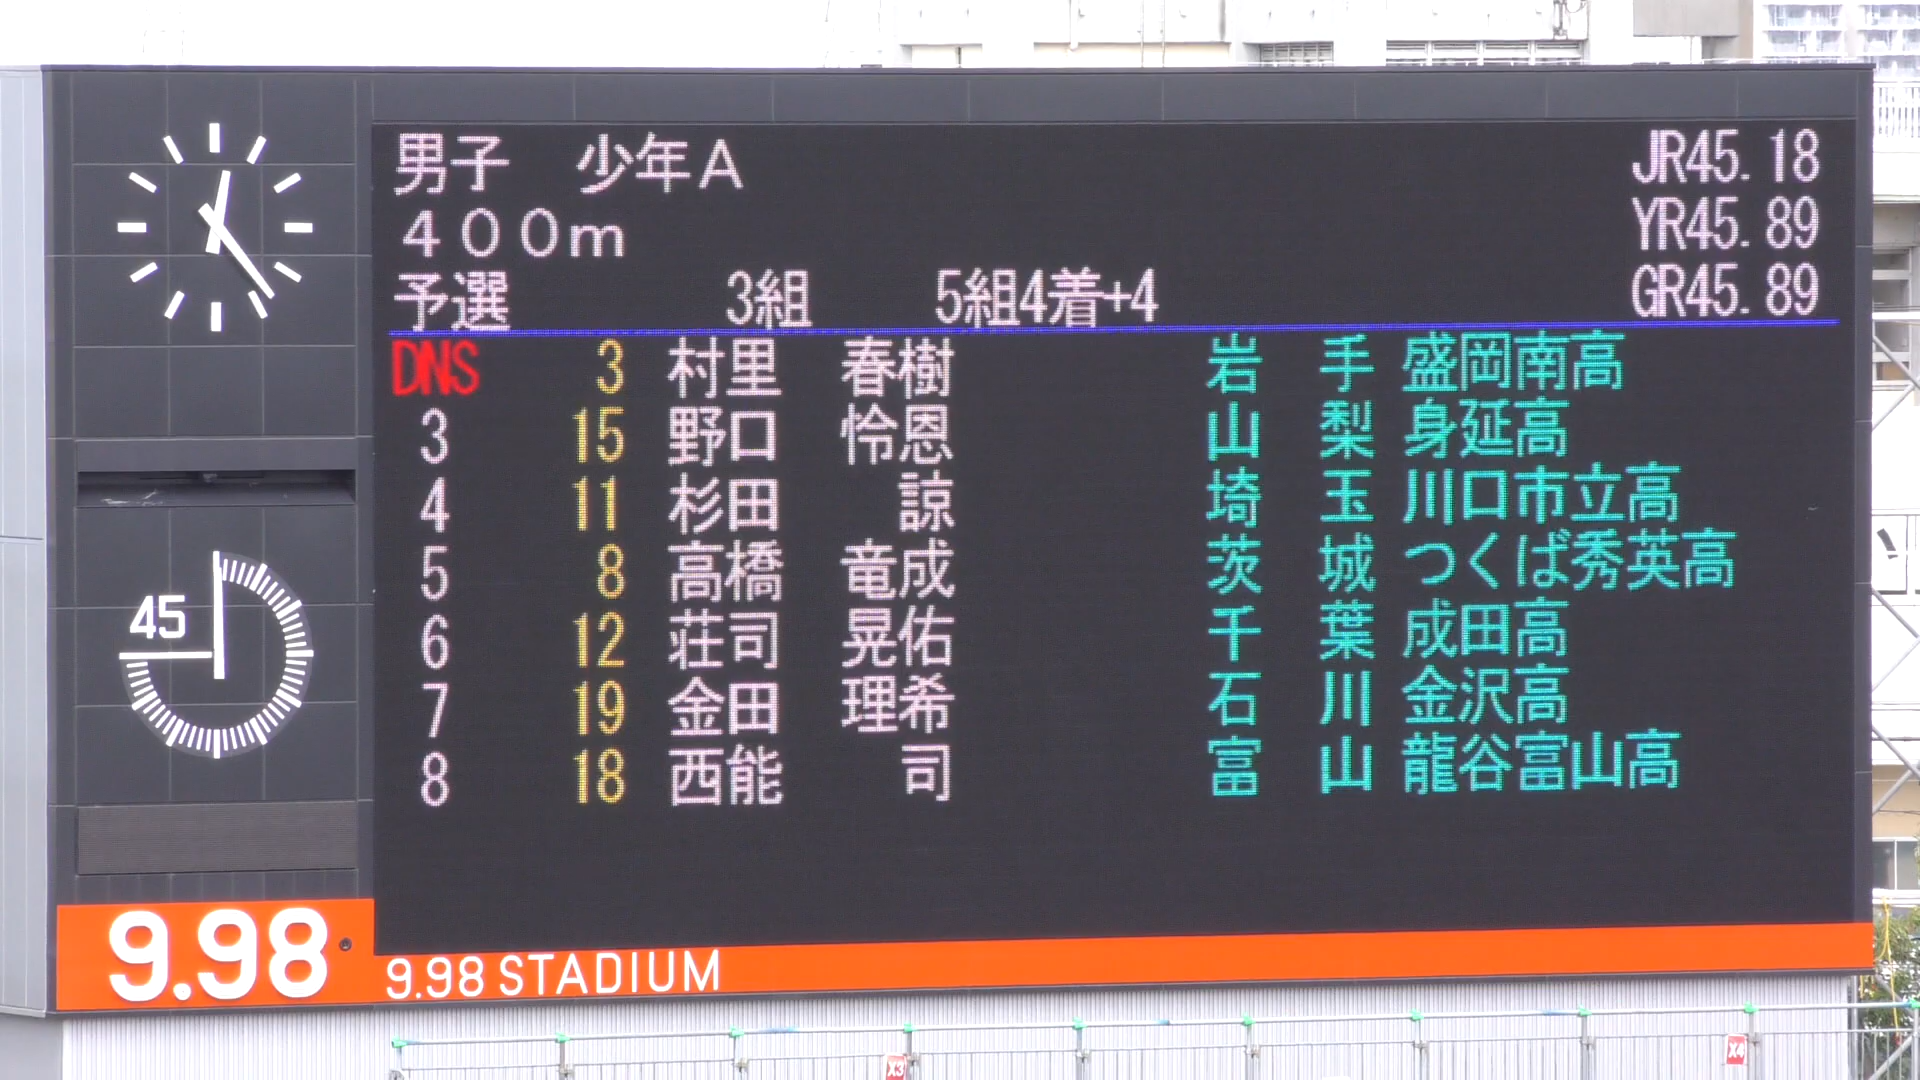 男子 少年A JR45.18
400m YR45.89
予選 3組 5組4着+4 GR45.89
DNS 3 村里 春樹 岩 手 盛岡南高
3 15 野口 怜恩 山 梨 身延高
4 11 杉田 諒 埼 玉 川口市立高
5 8 高橋 竜成 茨 城 つくば秀英高
6 12 荘司 晃佑 千 葉 成田高
7 19 金田 理希 石 川 金沢高
8 18 西能 司 富 山 龍谷富山高
45
9.98
9.98 STADIUM
X3
X4